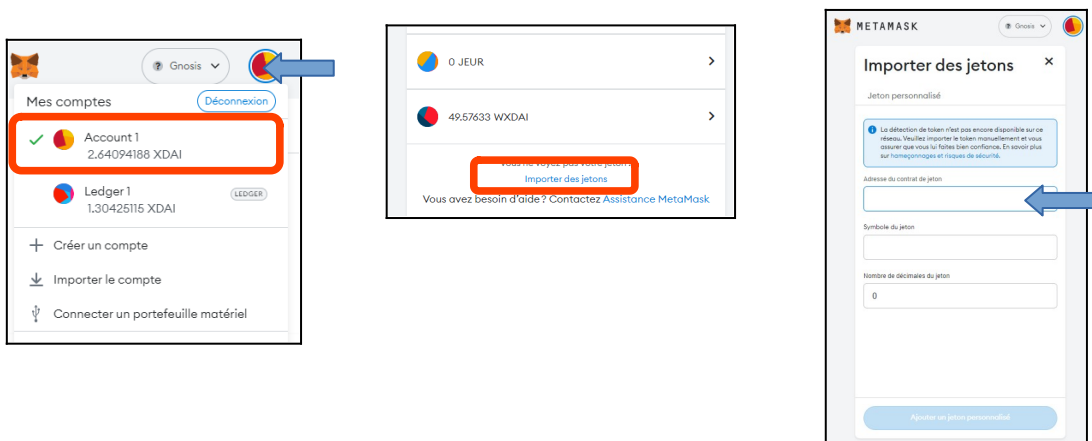 Gnosis
Mes comptes
Déconnexion
Account 1
2.64094188 XDAI
Ledger 1
LEDGER
1.30425115 XDAI
Créer un compte
Importer le compte
Connecter un portefeuille matériel
0 JEUR
49.57633 WXDAI
Vous ne voyez pas votre jeton
Importer des jetons
Vous avez besoin d'aide? Contactez Assistance MetaMask
METAMASK
Gnosis
Importer des jetons
Jeton personnalisé
La détection de token n'est pas encore disponible sur ce
réseau. Veuillez importer le token manuellement et vous
assurer que vous lui faites bien confiance. En savoir plus
sur hameçonnages et risques de sécurité.
Adresse du contrat de jeton
Symbole du jeton
Nombre de décimales du jeton
0
Ajouter un jeton personnalisé